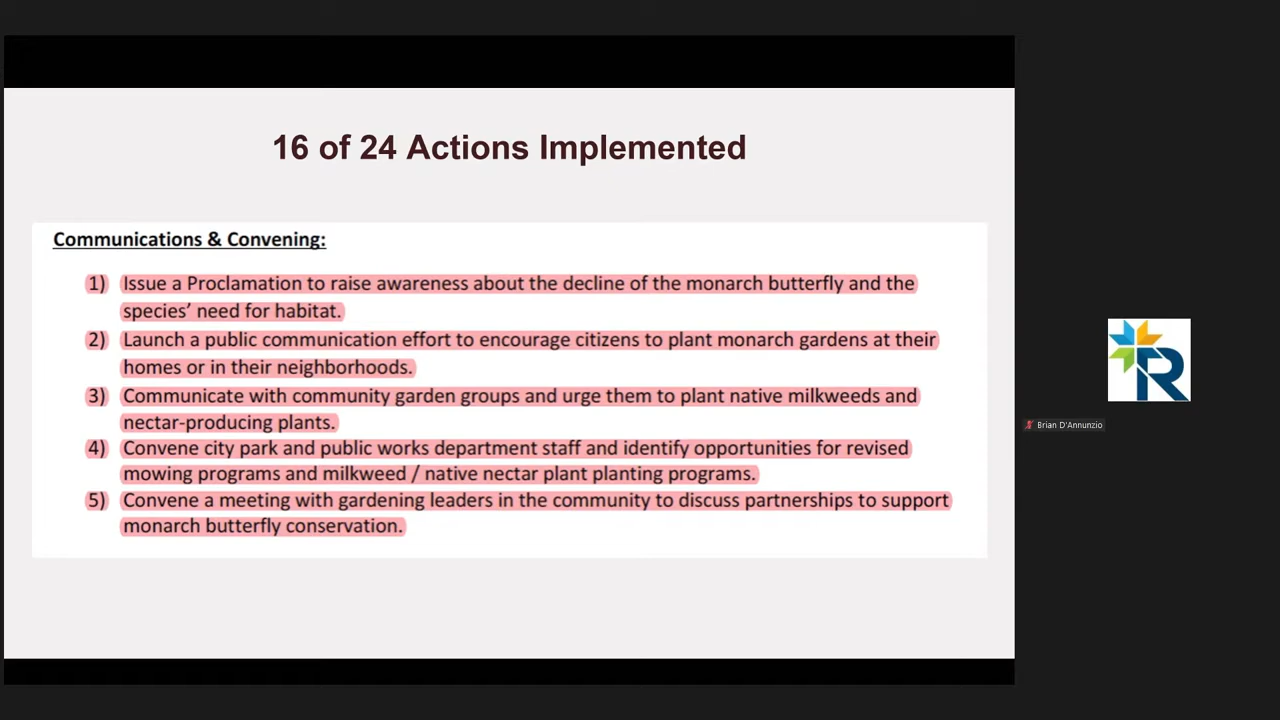 16 of 24 Actions Implemented
Communications & Convening:
1) Issue a Proclamation to raise awareness about the decline of the monarch butterfly and the
species’ need for habitat.
2) Launch a public communication effort to encourage citizens to plant monarch gardens at their
homes or in their neighborhoods.
3) Communicate with community garden groups and urge them to plant native milkweeds and
nectar-producing plants.
4) Convene city park and public works department staff and identify opportunities for revised
mowing programs and milkweed / native nectar plant planting programs.
5) Convene a meeting with gardening leaders in the community to discuss partnerships to support
monarch butterfly conservation.
R
Brian D'Annunzio